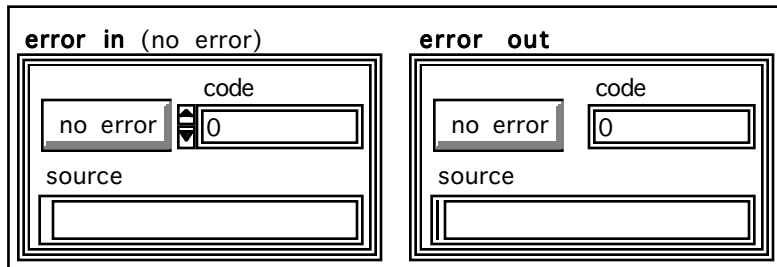 error in (no error)
code
no error
0
source
error out
code
no error
0
source